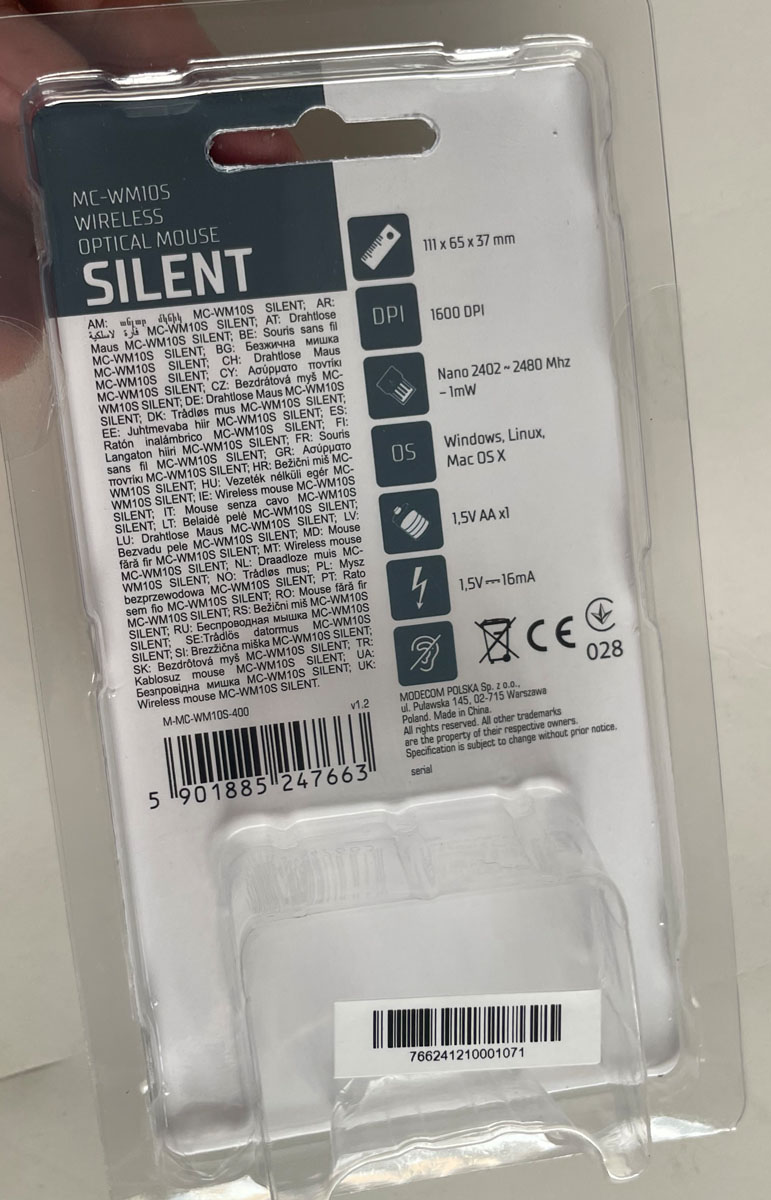 MC-WM10S
WIRELESS
OPTICAL MOUSE
SILENT
AM: անլար մկնիկ MC-WM10S SILENT; AR:
فارة لاسلكية MC-WM10S SILENT; AT: Drahtlose
Maus MC-WM10S SILENT; BE: Souris sans fil
MC-WM10S SILENT; BG: Безжична мишка
MC-WM10S SILENT; CH: Drahtlose Maus
MC-WM10S SILENT; CY: Ασύρματο ποντίκι
MC-WM10S SILENT; CZ: Bezdrátová myš MC-
WM10S SILENT; DE: Drahtlose Maus MC-WM10S
SILENT; DK: Trådløs mus MC-WM10S SILENT;
EE: Juhtmevaba hiir MC-WM10S SILENT; ES:
Ratón inalámbrico MC-WM10S SILENT; FI:
Langaton hiiri MC-WM10S SILENT; FR: Souris
sans fil MC-WM10S SILENT; GR: Ασύρματο
ποντίκι MC-WM10S SILENT; HR: Bežični miš MC-
WM10S SILENT; HU: Vezeték nélküli egér MC-
WM10S SILENT; IE: Wireless mouse MC-WM10S
SILENT; IT: Mouse senza cavo MC-WM10S
SILENT; LT: Belaidė pelė MC-WM10S SILENT;
LU: Drahtlose Maus MC-WM10S SILENT; LV:
Bezvadu pele MC-WM10S SILENT; MD: Mouse
fără fir MC-WM10S SILENT; MT: Wireless mouse
MC-WM10S SILENT; NL: Draadloze muis MC-
WM10S SILENT; NO: Trådløs mus; PL: Mysz
bezprzewodowa MC-WM10S SILENT; PT: Rato
sem fio MC-WM10S SILENT; RO: Mouse fără fir
MC-WM10S SILENT; RS: Bežični miš MC-WM10S
SILENT; RU: Беспроводная мышка MC-WM10S
SILENT; SE:Trådlös datormus MC-WM10S
SILENT; SI: Brezžična miška MC-WM10S SILENT;
SK: Bezdrôtová myš MC-WM10S SILENT; TR:
Kablosuz mouse MC-WM10S SILENT; UA:
Безпровідна мишка MC-WM10S SILENT; UK:
Wireless mouse MC-WM10S SILENT.
M-MC-WM10S-400 v1.2
5 901885 247663
111 x 65 x 37 mm
DPI 1600 DPI
Nano 2402 ~ 2480 Mhz
– 1mW
OS Windows, Linux,
Mac OS X
1,5V AA x1
1,5V ⎓ 16mA
CE
028
MODECOM POLSKA Sp. z o.o.,
ul. Puławska 145, 02-715 Warszawa
Poland. Made in China.
All rights reserved. All other trademarks
are the property of their respective owners.
Specification is subject to change without prior notice.
serial
766241210001071